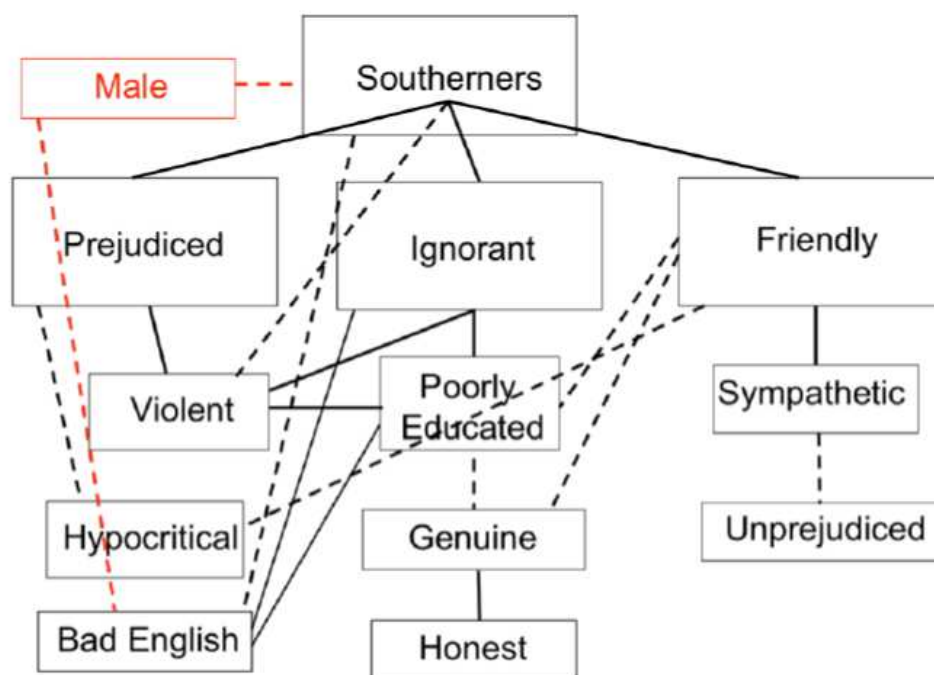 Southerners
Male
Prejudiced
Ignorant
Friendly
Violent
Poorly
Educated
Sympathetic
Hypocritical
Genuine
Unprejudiced
Bad English
Honest